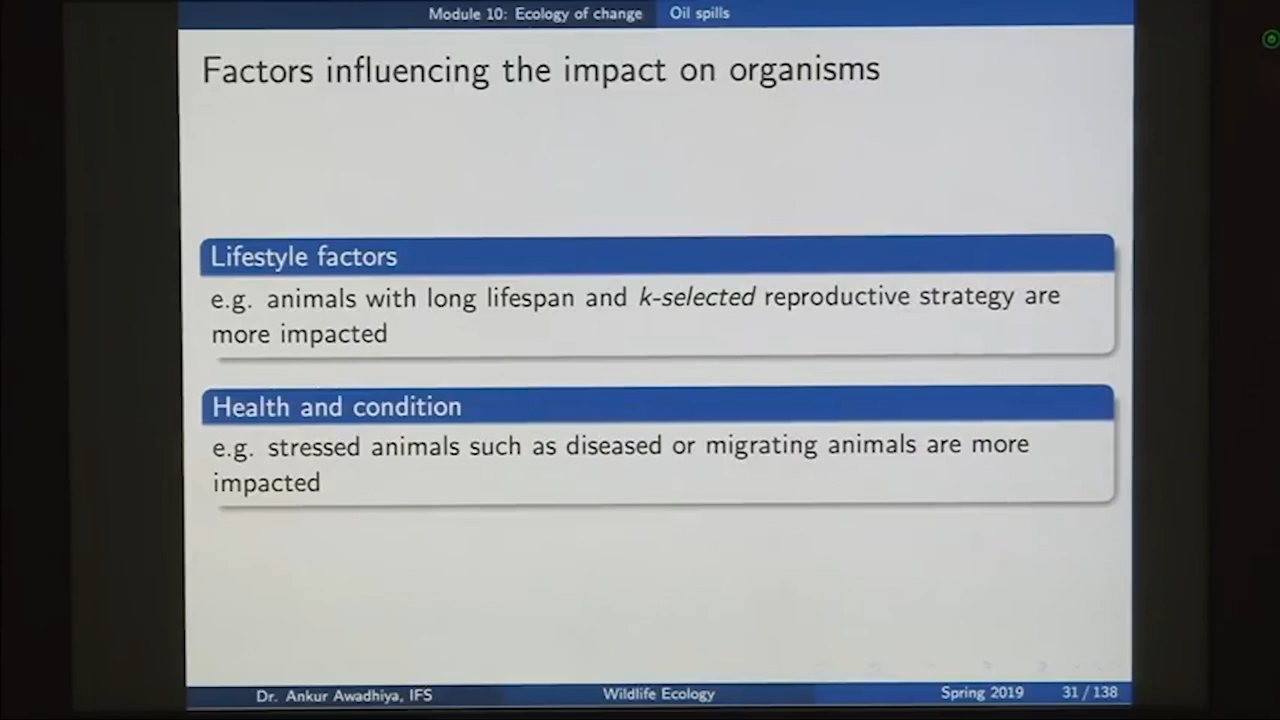 Module 10: Ecology of change Oil spills
Factors influencing the impact on organisms
Lifestyle factors
e.g. animals with long lifespan and k-selected reproductive strategy are
more impacted
Health and condition
e.g. stressed animals such as diseased or migrating animals are more
impacted
Dr. Ankur Awadhiya, IFS Wildlife Ecology Spring 2019 31 / 138